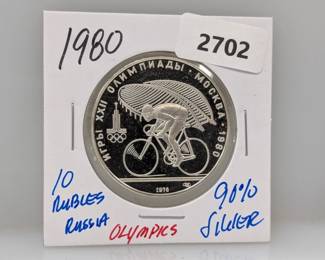 1980
2702
ИГРЫ XXII ОЛИМПИАДЫ • МОСКВА • 1980
1978
10
RUBLES
RUSSIA
OLYMPICS
90%
SILVER